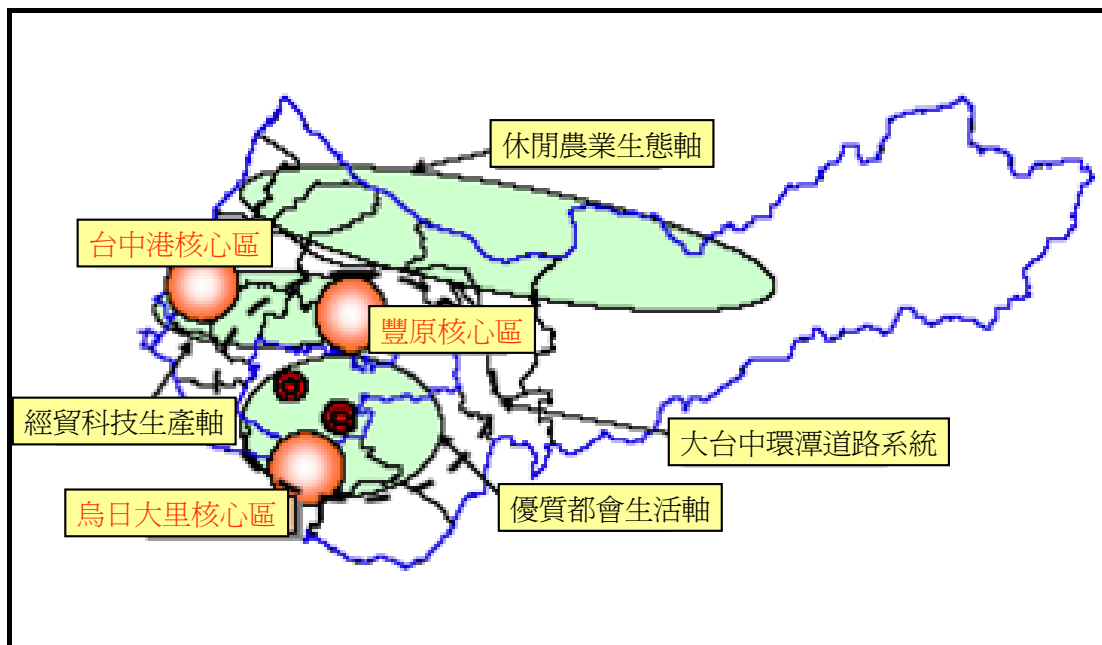 休閒農業生態軸
台中港核心區
豐原核心區
經貿科技生產軸
大台中環潭道路系統
優質都會生活軸
烏日大里核心區